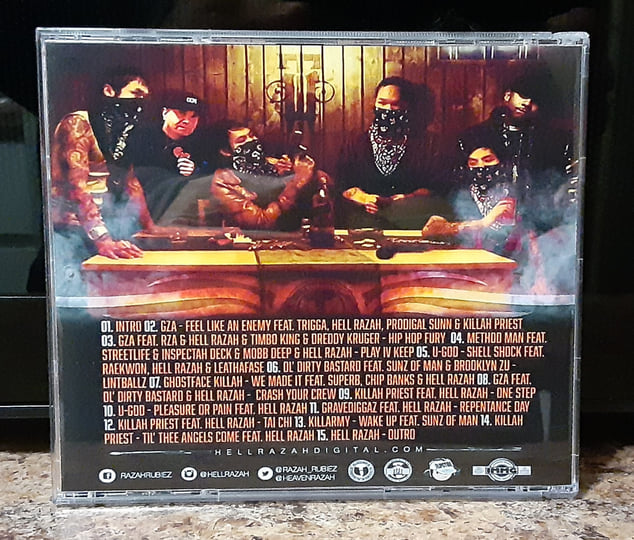 01. INTRO 02. GZA - FEEL LIKE AN ENEMY FEAT. TRIGGA, HELL RAZAH, PRODIGAL SUNN & KILLAH PRIEST
03. GZA FEAT. RZA & HELL RAZAH & TIMBO KING & DREDDY KRUGER - HIP HOP FURY 04. METHOD MAN FEAT.
STREETLIFE & INSPECTAH DECK & MOBB DEEP & HELL RAZAH - PLAY IV KEEP 05. U-GOD - SHELL SHOCK FEAT.
RAEKWON, HELL RAZAH & LEATHAFASE 06. OL' DIRTY BASTARD FEAT. SUNZ OF MAN & BROOKLYN ZU -
LINTBALLZ 07. GHOSTFACE KILLAH - WE MADE IT FEAT. SUPERB, CHIP BANKS & HELL RAZAH 08. GZA FEAT.
OL' DIRTY BASTARD & HELL RAZAH - CRASH YOUR CREW 09. KILLAH PRIEST FEAT. HELL RAZAH - ONE STEP
10. U-GOD - PLEASURE OR PAIN FEAT. HELL RAZAH 11. GRAVEDIGGAZ FEAT. HELL RAZAH - REPENTANCE DAY
12. KILLAH PRIEST FEAT. HELL RAZAH - TAI CHI 13. KILLARMY - WAKE UP FEAT. SUNZ OF MAN 14. KILLAH
PRIEST - TIL' THEE ANGELS COME FEAT. HELL RAZAH 15. HELL RAZAH - OUTRO
HELLRAZAHDIGITAL.COM
RAZAHRUBIEZ @HELLRAZAH @RAZAH_RUBIEZ
@HEAVENRAZAH